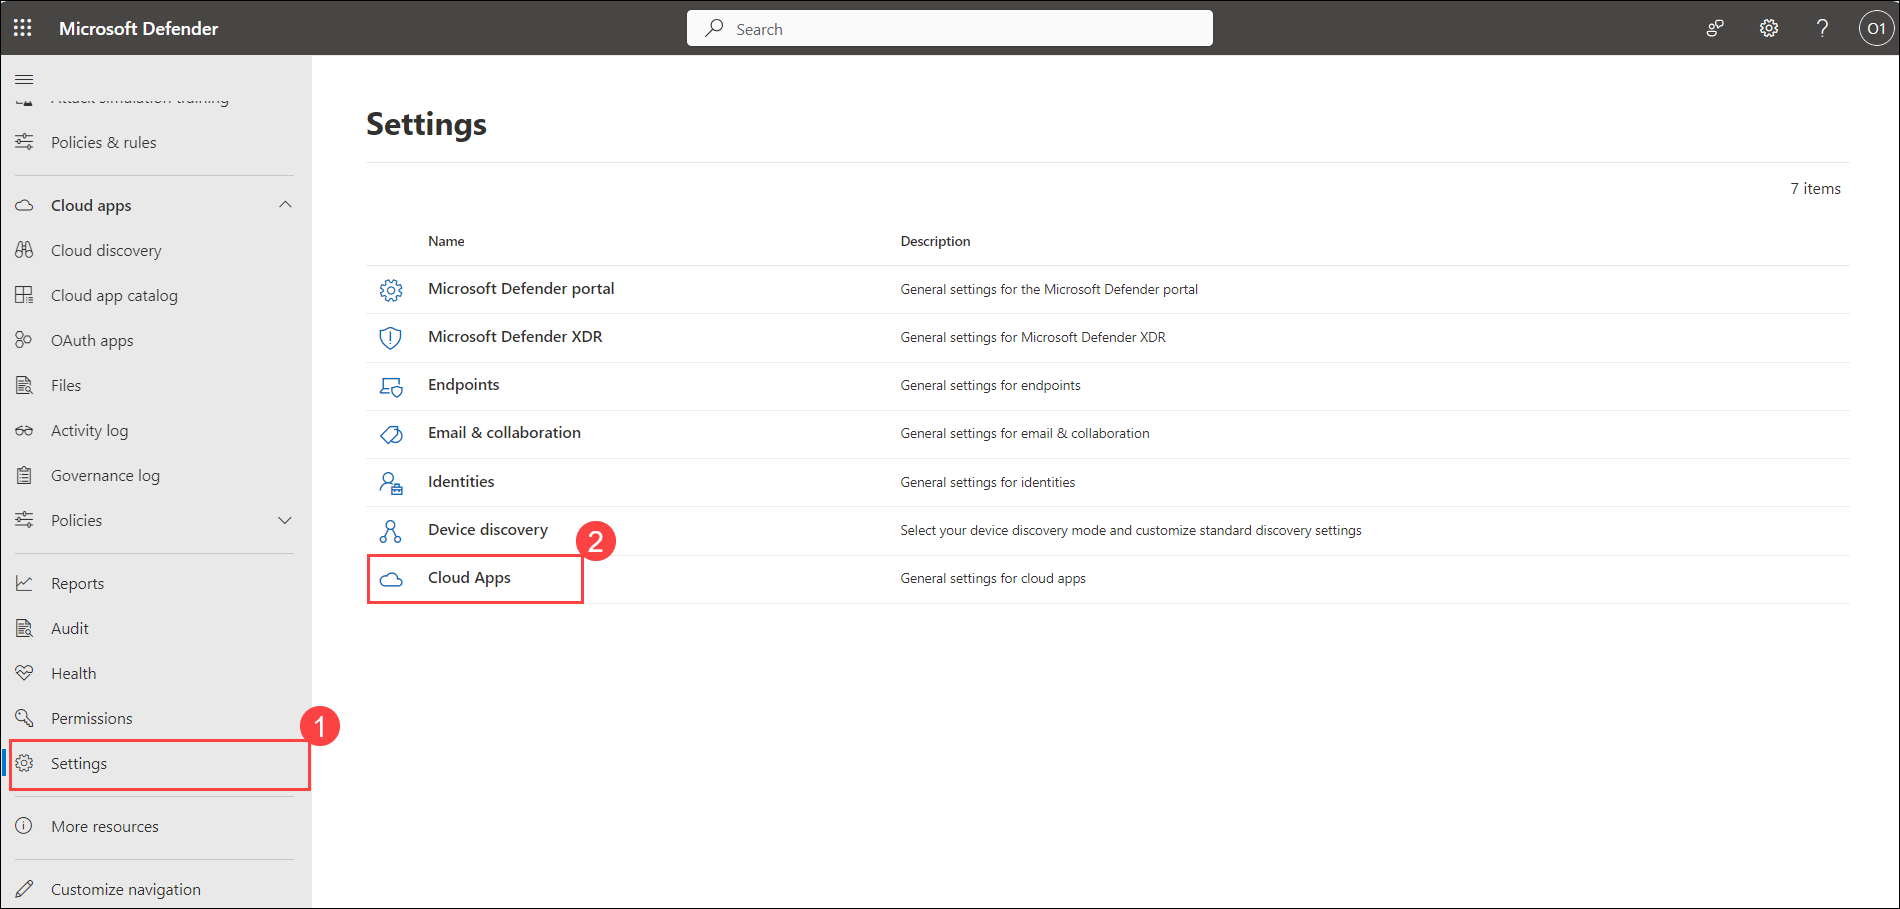 Microsoft Defender
Search
O1
Attack simulation training
Policies & rules
Cloud apps
Cloud discovery
Cloud app catalog
OAuth apps
Files
Activity log
Governance log
Policies
Reports
Audit
Health
Permissions
1
Settings
More resources
Customize navigation
Settings
7 items
Name Description
Microsoft Defender portal General settings for the Microsoft Defender portal
Microsoft Defender XDR General settings for Microsoft Defender XDR
Endpoints General settings for endpoints
Email & collaboration General settings for email & collaboration
Identities General settings for identities
Device discovery Select your device discovery mode and customize standard discovery settings
2
Cloud Apps General settings for cloud apps